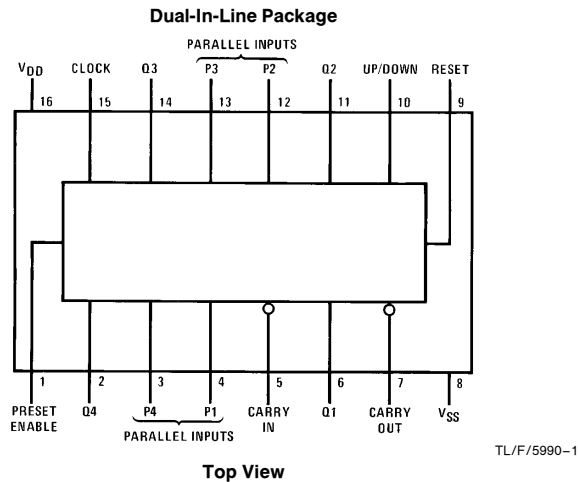 Dual-In-Line Package
PARALLEL INPUTS
VDD CLOCK Q3 P3 P2 Q2 UP/DOWN RESET
16 15 14 13 12 11 10 9
1 2 3 4 5 6 7 8
PRESET ENABLE Q4 P4 P1 CARRY IN Q1 CARRY OUT VSS
PARALLEL INPUTS
TL/F/5990–1
Top View